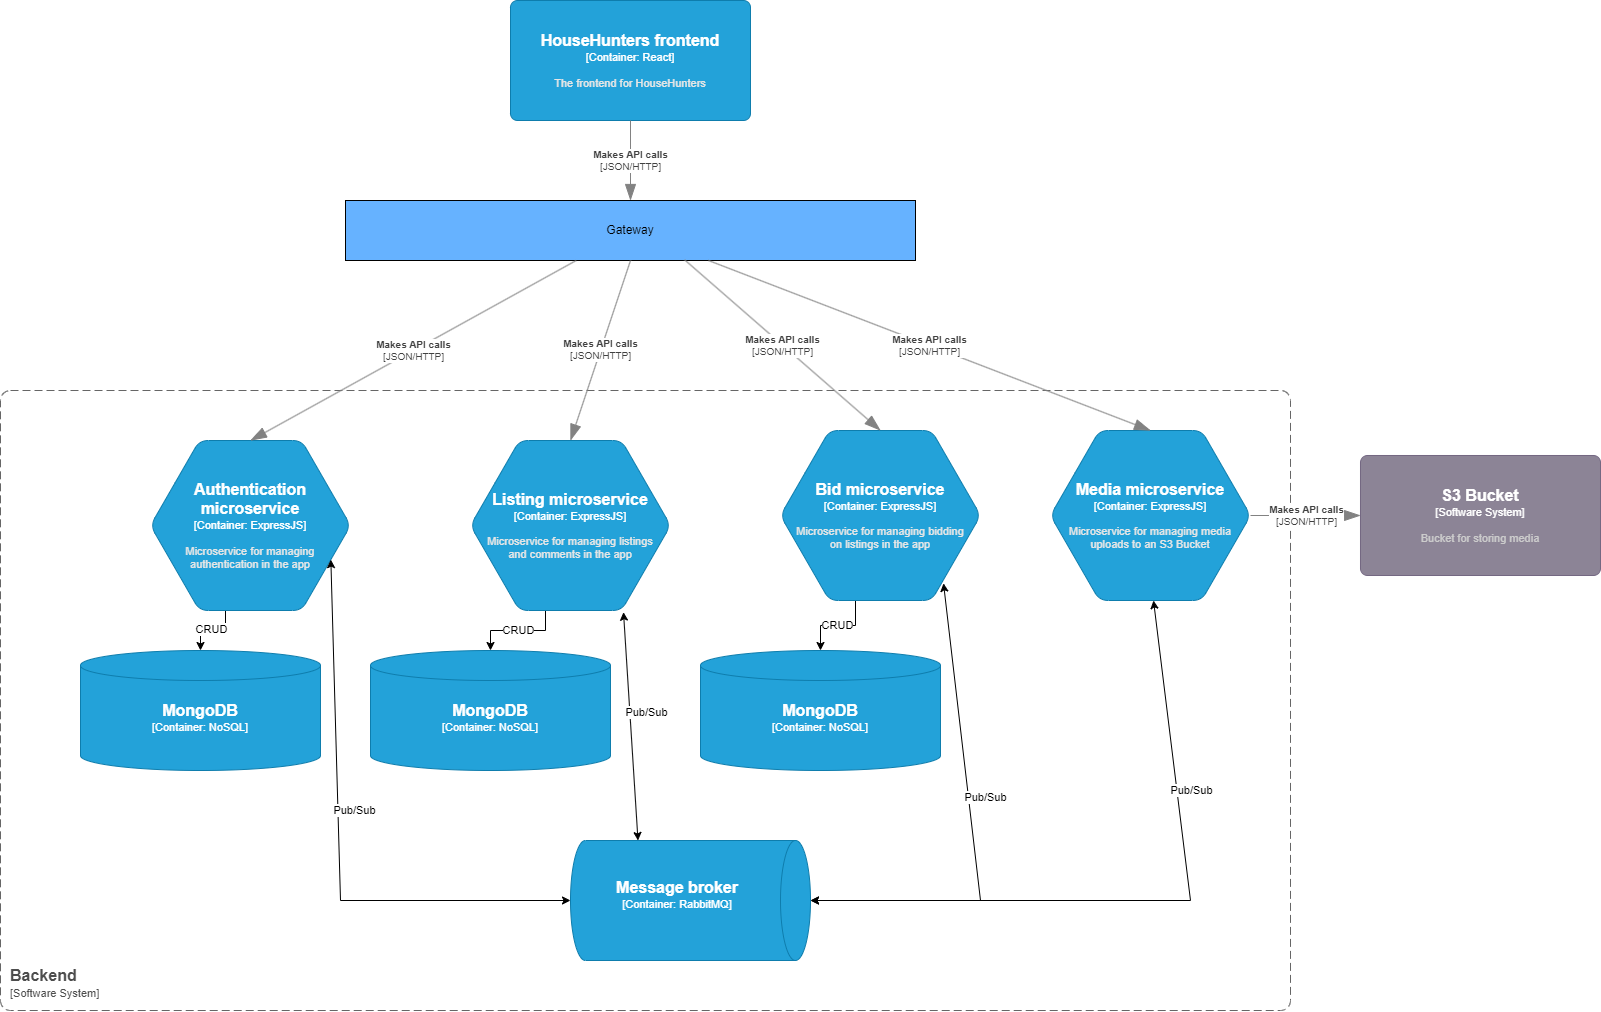 HouseHunters frontend
[Container: React]
The frontend for HouseHunters
Makes API calls
[JSON/HTTP]
Gateway
Makes API calls
[JSON/HTTP]
Makes API calls
[JSON/HTTP]
Makes API calls
[JSON/HTTP]
Makes API calls
[JSON/HTTP]
Authentication
microservice
[Container: ExpressJS]
Microservice for managing
authentication in the app
Listing microservice
[Container: ExpressJS]
Microservice for managing listings
and comments in the app
Bid microservice
[Container: ExpressJS]
Microservice for managing bidding
on listings in the app
Media microservice
[Container: ExpressJS]
Microservice for managing media
uploads to an S3 Bucket
Makes API calls
[JSON/HTTP]
S3 Bucket
[Software System]
Bucket for storing media
CRUD
CRUD
CRUD
MongoDB
[Container: NoSQL]
MongoDB
[Container: NoSQL]
MongoDB
[Container: NoSQL]
Pub/Sub
Pub/Sub
Pub/Sub
Pub/Sub
Message broker
[Container: RabbitMQ]
Backend
[Software System]